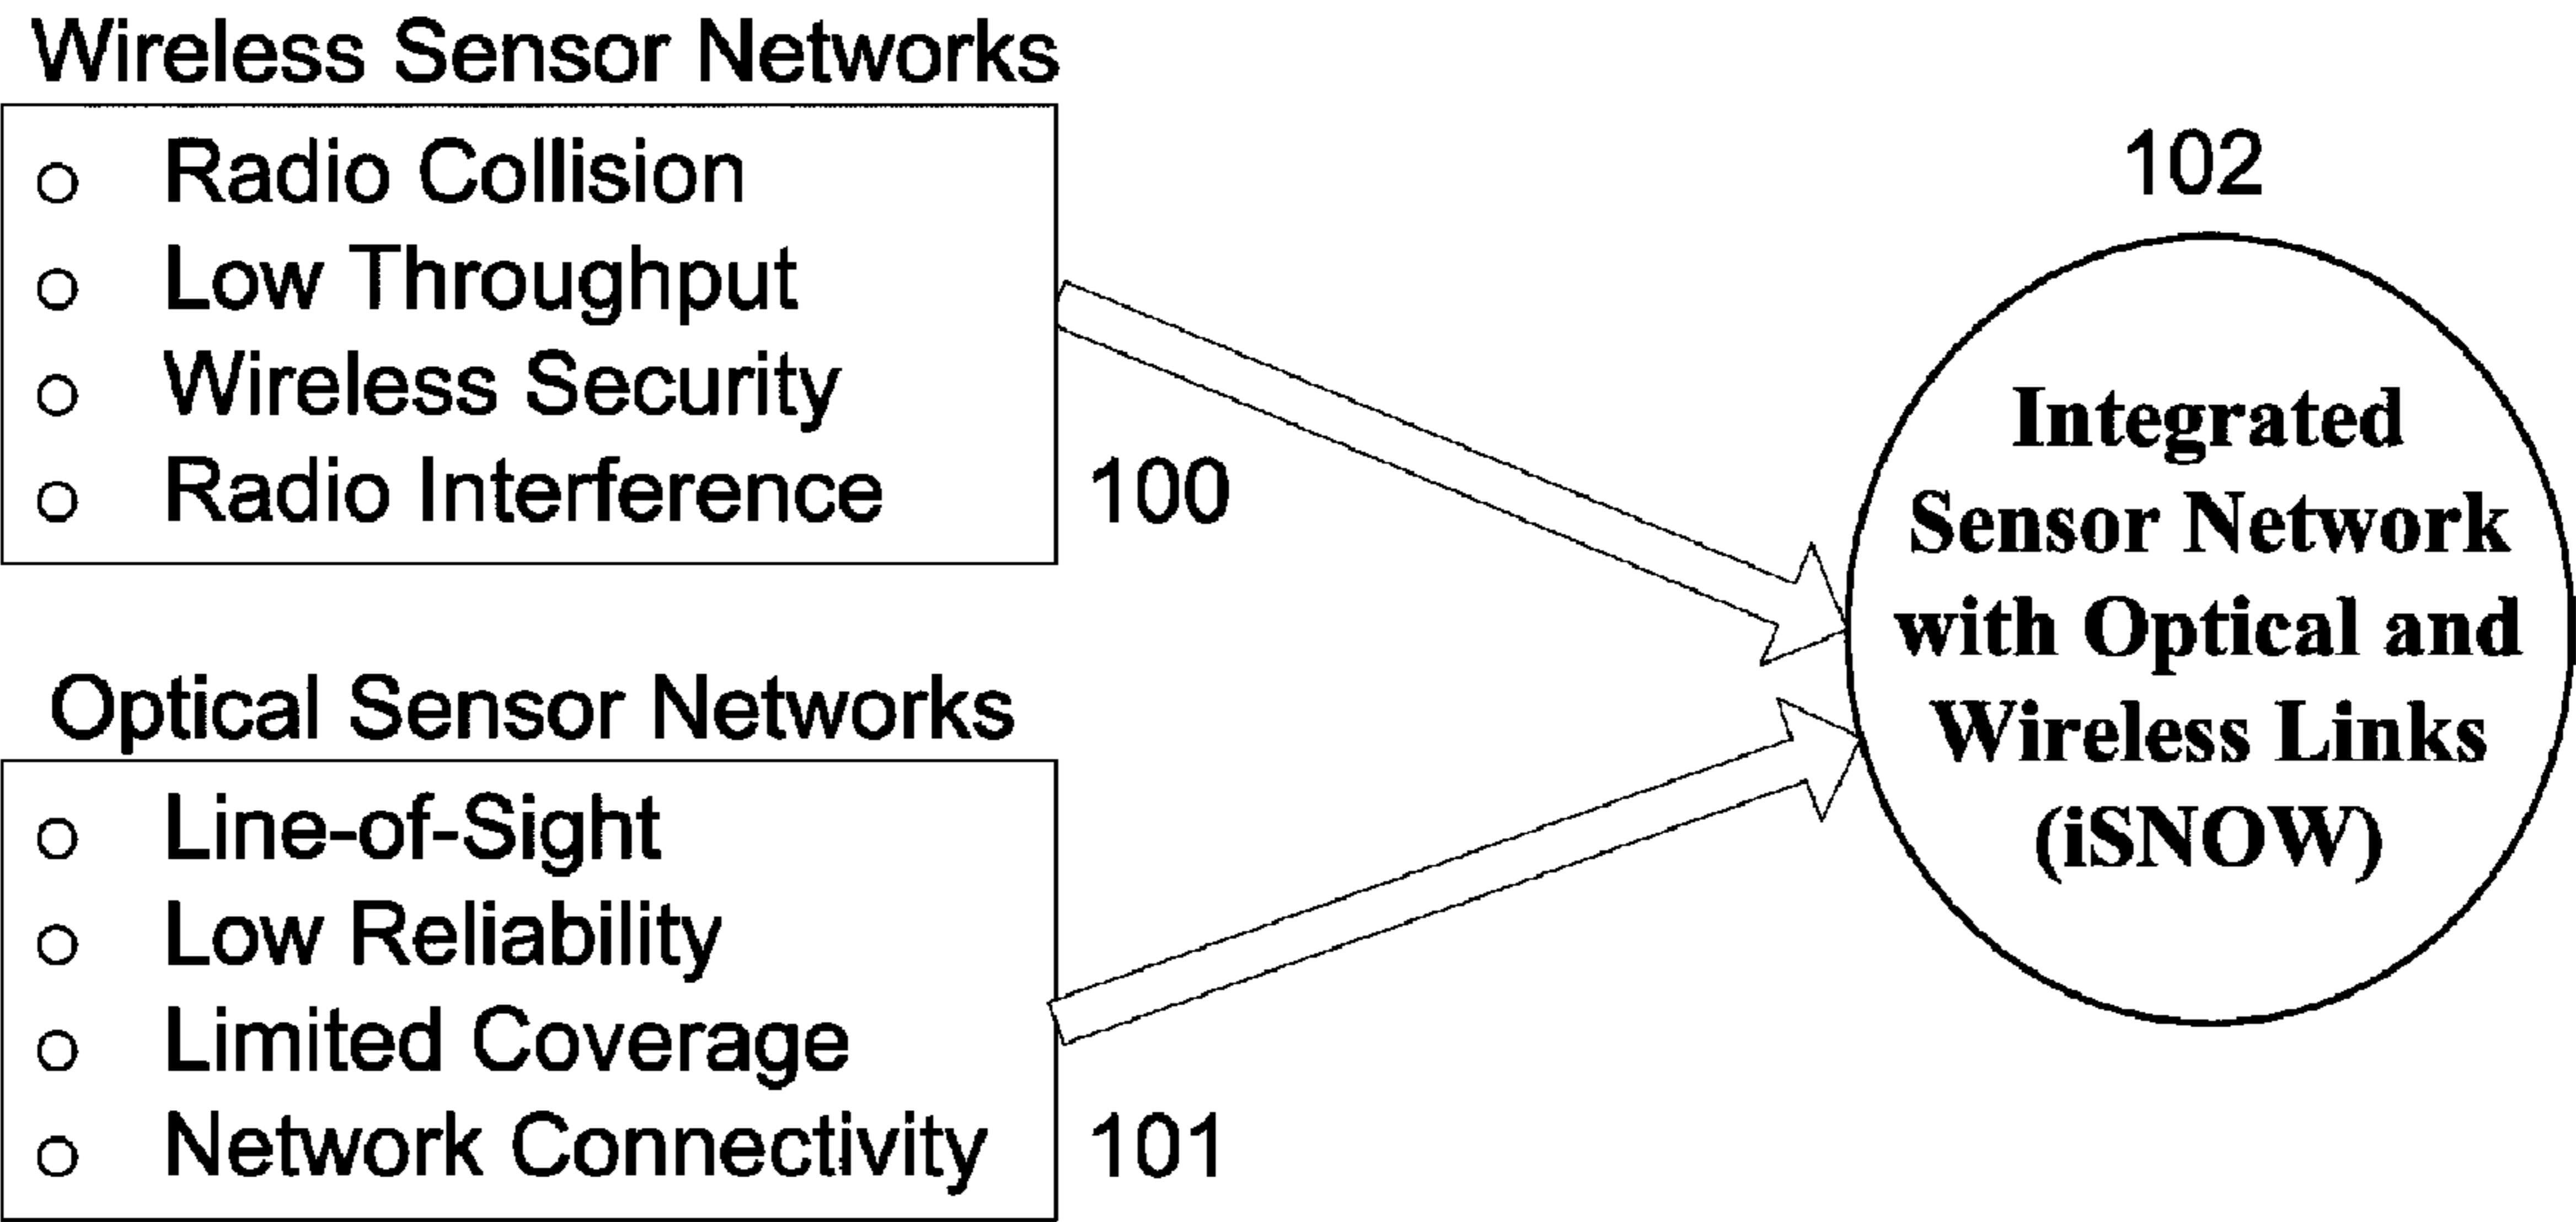 Wireless Sensor Networks
○ Radio Collision
○ Low Throughput
○ Wireless Security
○ Radio Interference
100
Optical Sensor Networks
○ Line-of-Sight
○ Low Reliability
○ Limited Coverage
○ Network Connectivity
101
102
Integrated
Sensor Network
with Optical and
Wireless Links
(iSNOW)